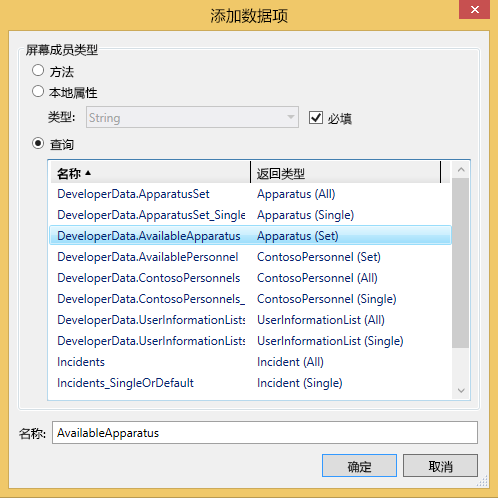 添加数据项
屏幕成员类型
方法
本地属性
类型: String 必填
查询
名称 返回类型
DeveloperData.ApparatusSet Apparatus (All)
DeveloperData.ApparatusSet_Single Apparatus (Single)
DeveloperData.AvailableApparatus Apparatus (Set)
DeveloperData.AvailablePersonnel ContosoPersonnel (Set)
DeveloperData.ContosoPersonnels ContosoPersonnel (All)
DeveloperData.ContosoPersonnels_ ContosoPersonnel (Single)
DeveloperData.UserInformationLists UserInformationList (All)
DeveloperData.UserInformationLists UserInformationList (Single)
Incidents Incident (All)
Incidents_SingleOrDefault Incident (Single)
名称: AvailableApparatus
确定 取消